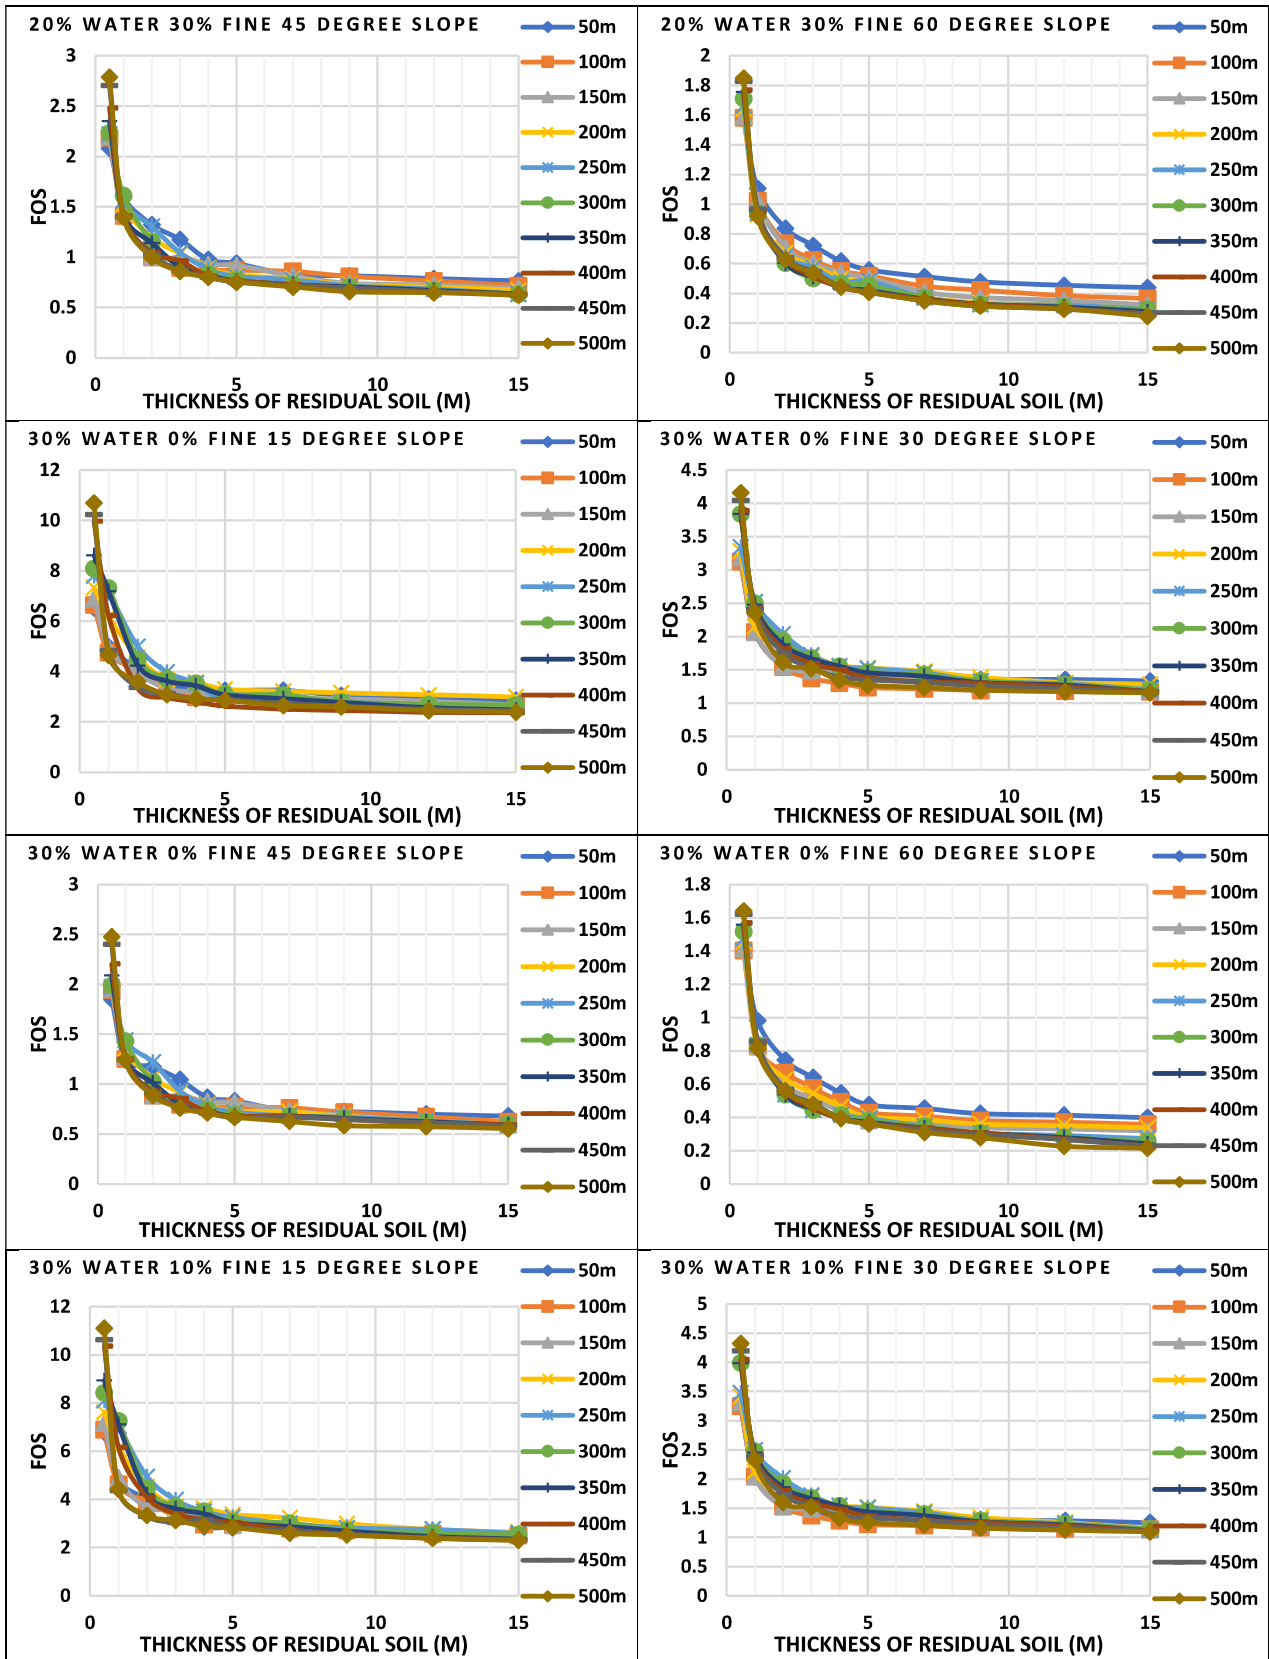 20% WATER 30% FINE 45 DEGREE SLOPE
FOS
3
2.5
2
1.5
1
0.5
0
0 5 10 15
THICKNESS OF RESIDUAL SOIL (M)
50m
100m
150m
200m
250m
300m
350m
400m
450m
500m
20% WATER 30% FINE 60 DEGREE SLOPE
FOS
2
1.8
1.6
1.4
1.2
1
0.8
0.6
0.4
0.2
0
0 5 10 15
THICKNESS OF RESIDUAL SOIL (M)
50m
100m
150m
200m
250m
300m
350m
400m
450m
500m
30% WATER 0% FINE 15 DEGREE SLOPE
FOS
12
10
8
6
4
2
0
0 5 10 15
THICKNESS OF RESIDUAL SOIL (M)
50m
100m
150m
200m
250m
300m
350m
400m
450m
500m
30% WATER 0% FINE 30 DEGREE SLOPE
FOS
4.5
4
3.5
3
2.5
2
1.5
1
0.5
0
0 5 10 15
THICKNESS OF RESIDUAL SOIL (M)
50m
100m
150m
200m
250m
300m
350m
400m
450m
500m
30% WATER 0% FINE 45 DEGREE SLOPE
FOS
3
2.5
2
1.5
1
0.5
0
0 5 10 15
THICKNESS OF RESIDUAL SOIL (M)
50m
100m
150m
200m
250m
300m
350m
400m
450m
500m
30% WATER 0% FINE 60 DEGREE SLOPE
FOS
1.8
1.6
1.4
1.2
1
0.8
0.6
0.4
0.2
0
0 5 10 15
THICKNESS OF RESIDUAL SOIL (M)
50m
100m
150m
200m
250m
300m
350m
400m
450m
500m
30% WATER 10% FINE 15 DEGREE SLOPE
FOS
12
10
8
6
4
2
0
0 5 10 15
THICKNESS OF RESIDUAL SOIL (M)
50m
100m
150m
200m
250m
300m
350m
400m
450m
500m
30% WATER 10% FINE 30 DEGREE SLOPE
FOS
5
4.5
4
3.5
3
2.5
2
1.5
1
0.5
0
0 5 10 15
THICKNESS OF RESIDUAL SOIL (M)
50m
100m
150m
200m
250m
300m
350m
400m
450m
500m